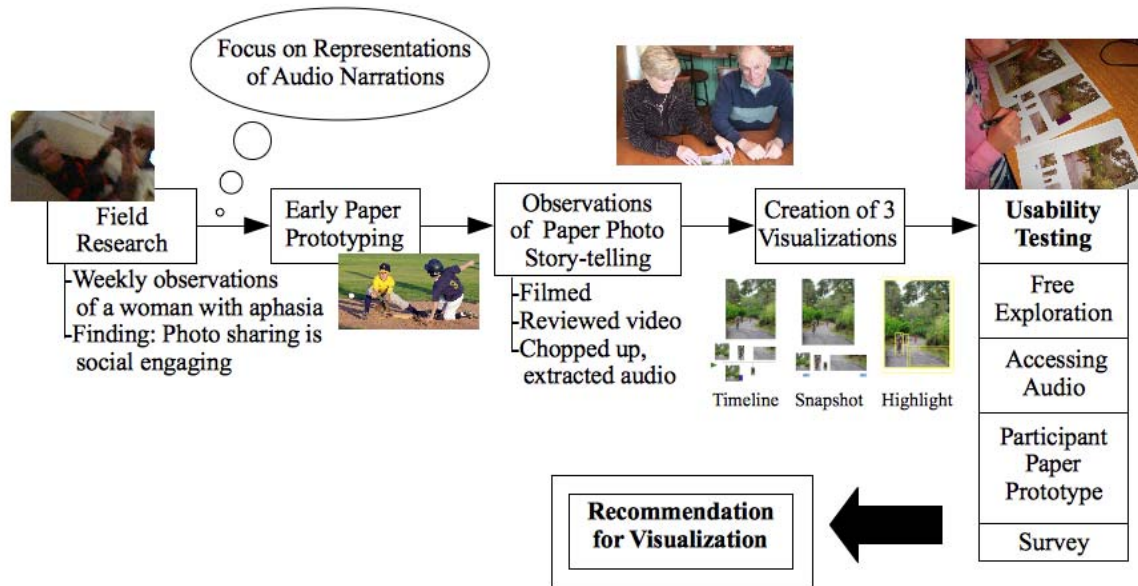 Focus on Representations
of Audio Narrations
Field
Research
-Weekly observations
of a woman with aphasia
-Finding: Photo sharing is
social engaging
Early Paper
Prototyping
Observations
of Paper Photo
Story-telling
-Filmed
-Reviewed video
-Chopped up,
extracted audio
Creation of 3
Visualizations
Timeline
Snapshot
Highlight
Usability
Testing
Free
Exploration
Accessing
Audio
Participant
Paper
Prototype
Survey
Recommendation
for Visualization